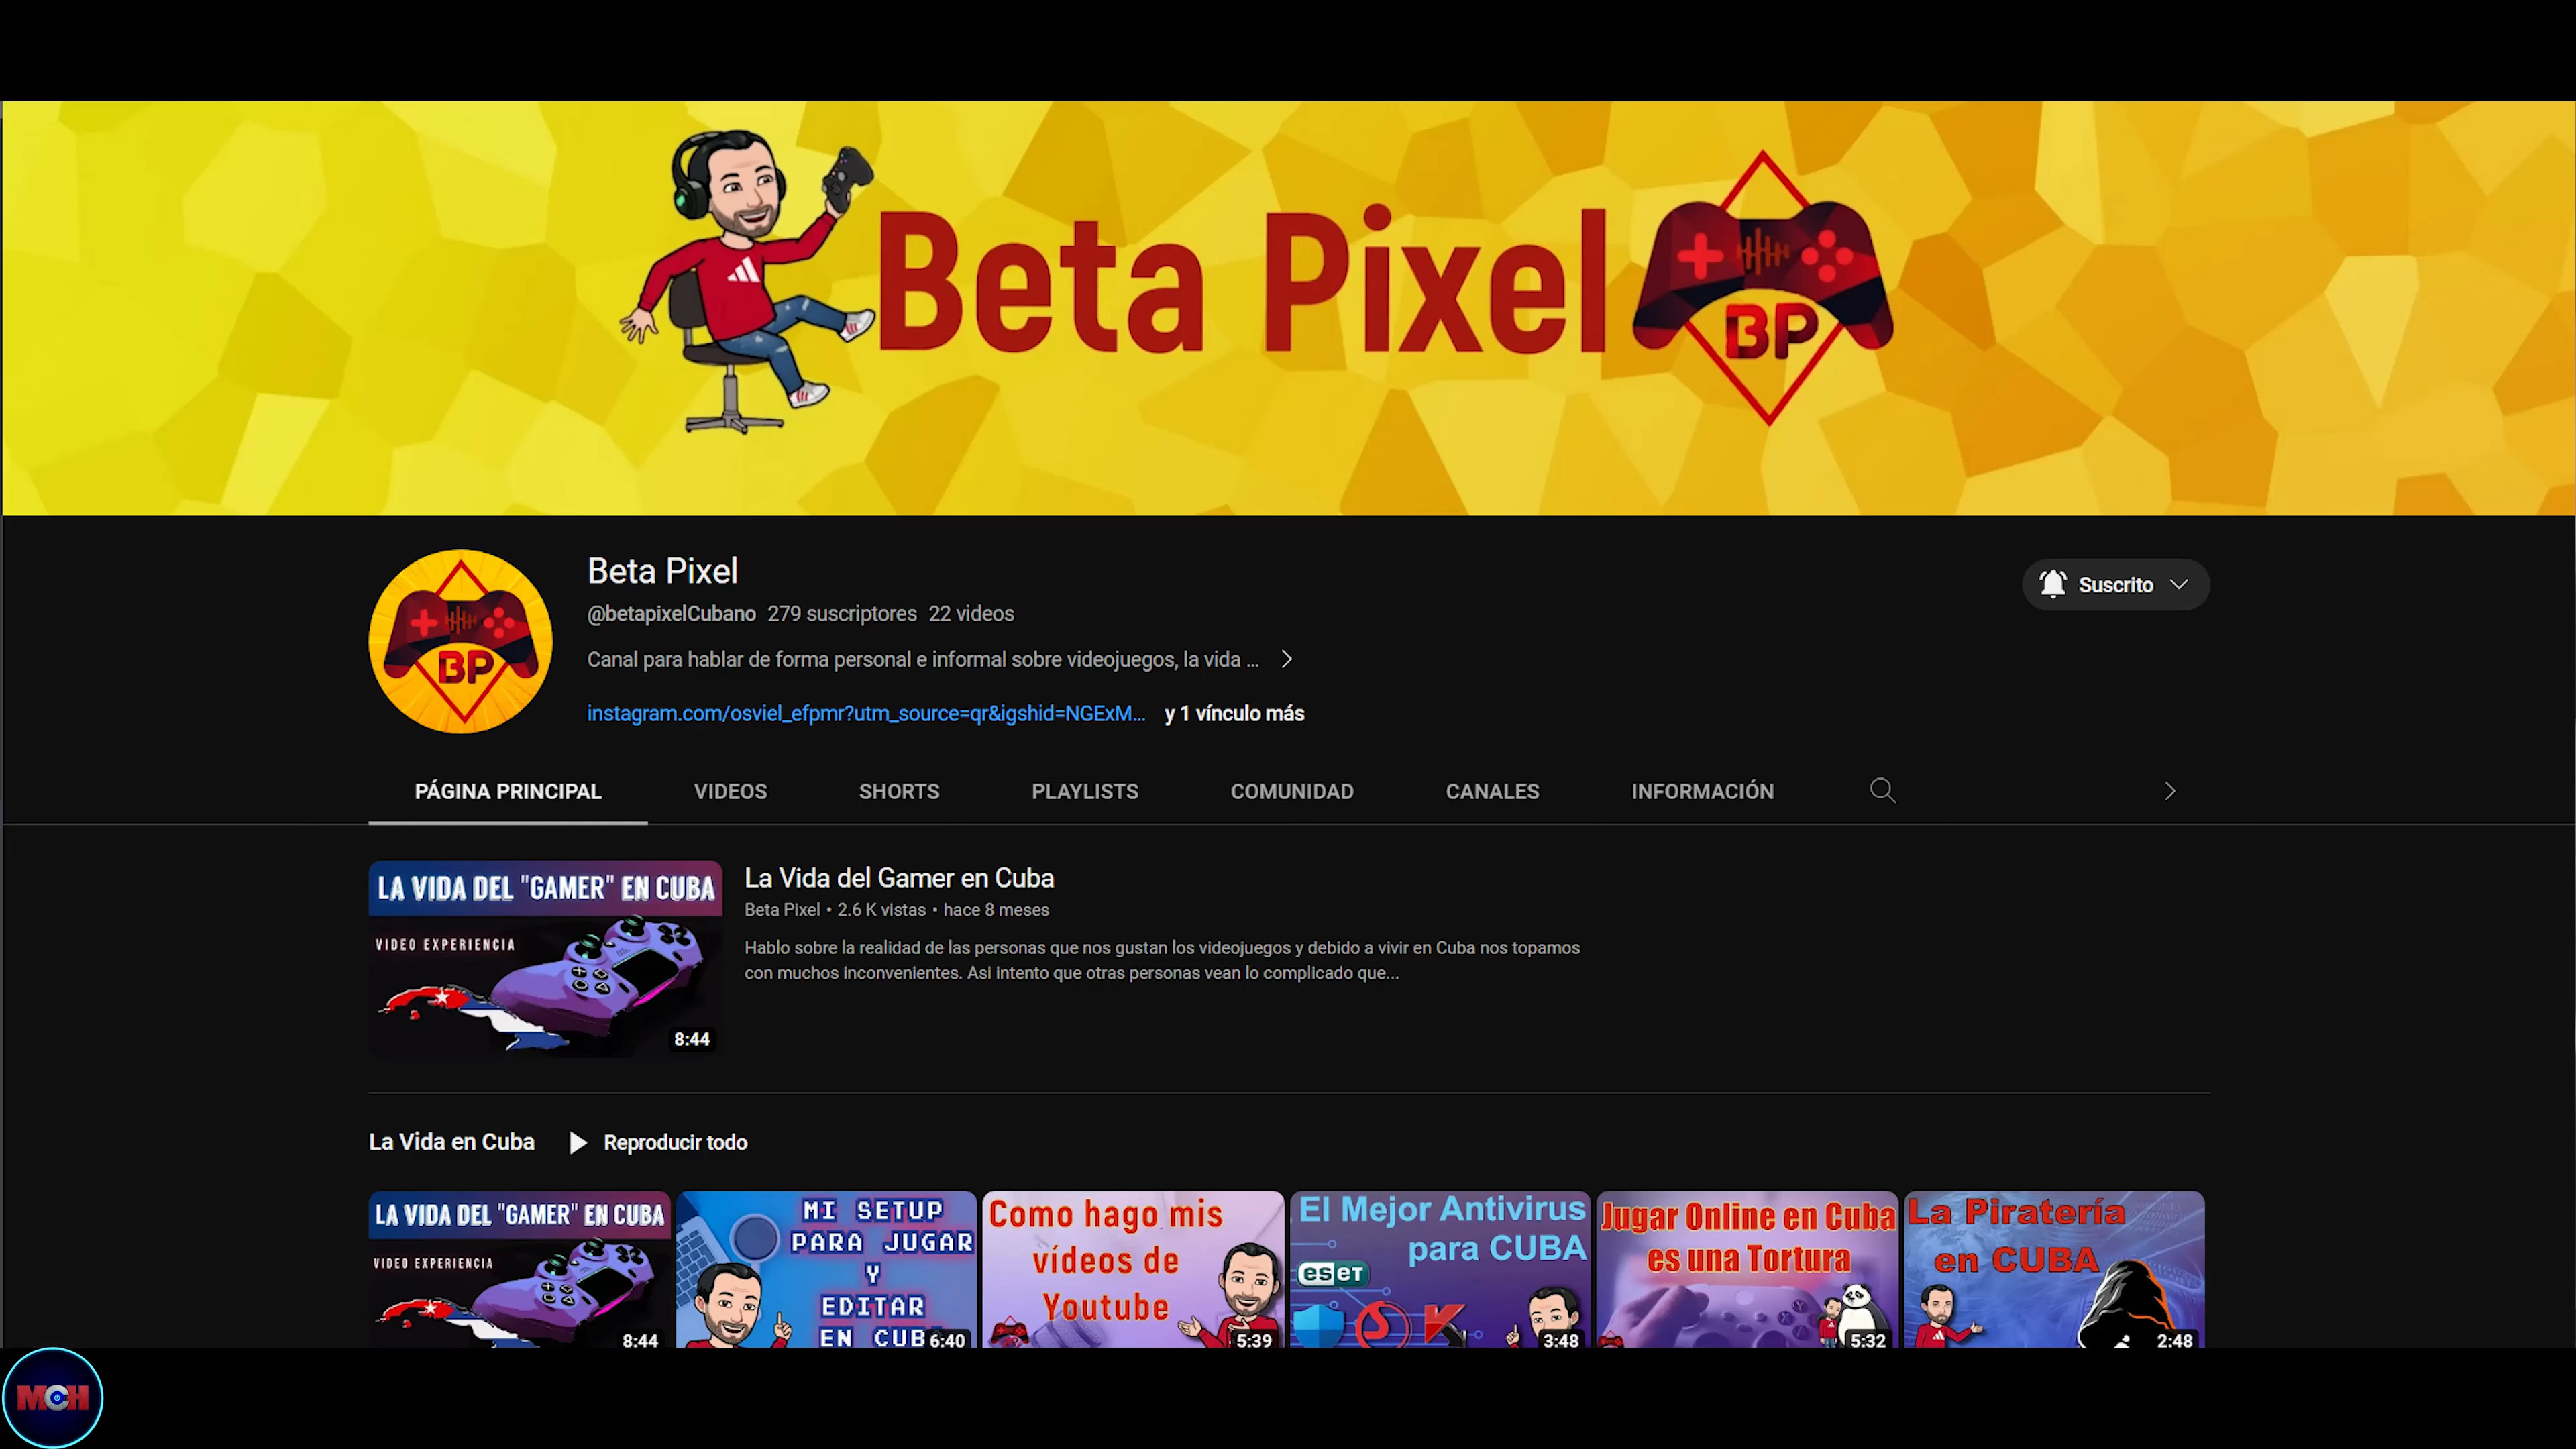 Beta Pixel
BP
BP
Beta Pixel
@betapixelCubano 279 suscriptores 22 videos
Canal para hablar de forma personal e informal sobre videojuegos, la vida ...
instagram.com/osviel_efpmr?utm_source=qr&igshid=NGExM... y 1 vínculo más
Suscrito
PÁGINA PRINCIPAL VIDEOS SHORTS PLAYLISTS COMUNIDAD CANALES INFORMACIÓN
LA VIDA DEL "GAMER" EN CUBA
VIDEO EXPERIENCIA
8:44
La Vida del Gamer en Cuba
Beta Pixel • 2.6 K vistas • hace 8 meses
Hablo sobre la realidad de las personas que nos gustan los videojuegos y debido a vivir en Cuba nos topamos
con muchos inconvenientes. Asi intento que otras personas vean lo complicado que...
La Vida en Cuba Reproducir todo
LA VIDA DEL "GAMER" EN CUBA
VIDEO EXPERIENCIA
8:44
MI SETUP
PARA JUGAR
Y
EDITAR
EN CUB
6:40
Como hago mis
vídeos de
Youtube
5:39
El Mejor Antivirus
para CUBA
eset
3:48
Jugar Online en Cuba
es una Tortura
5:32
La Piratería
en CUBA
2:48
MCH